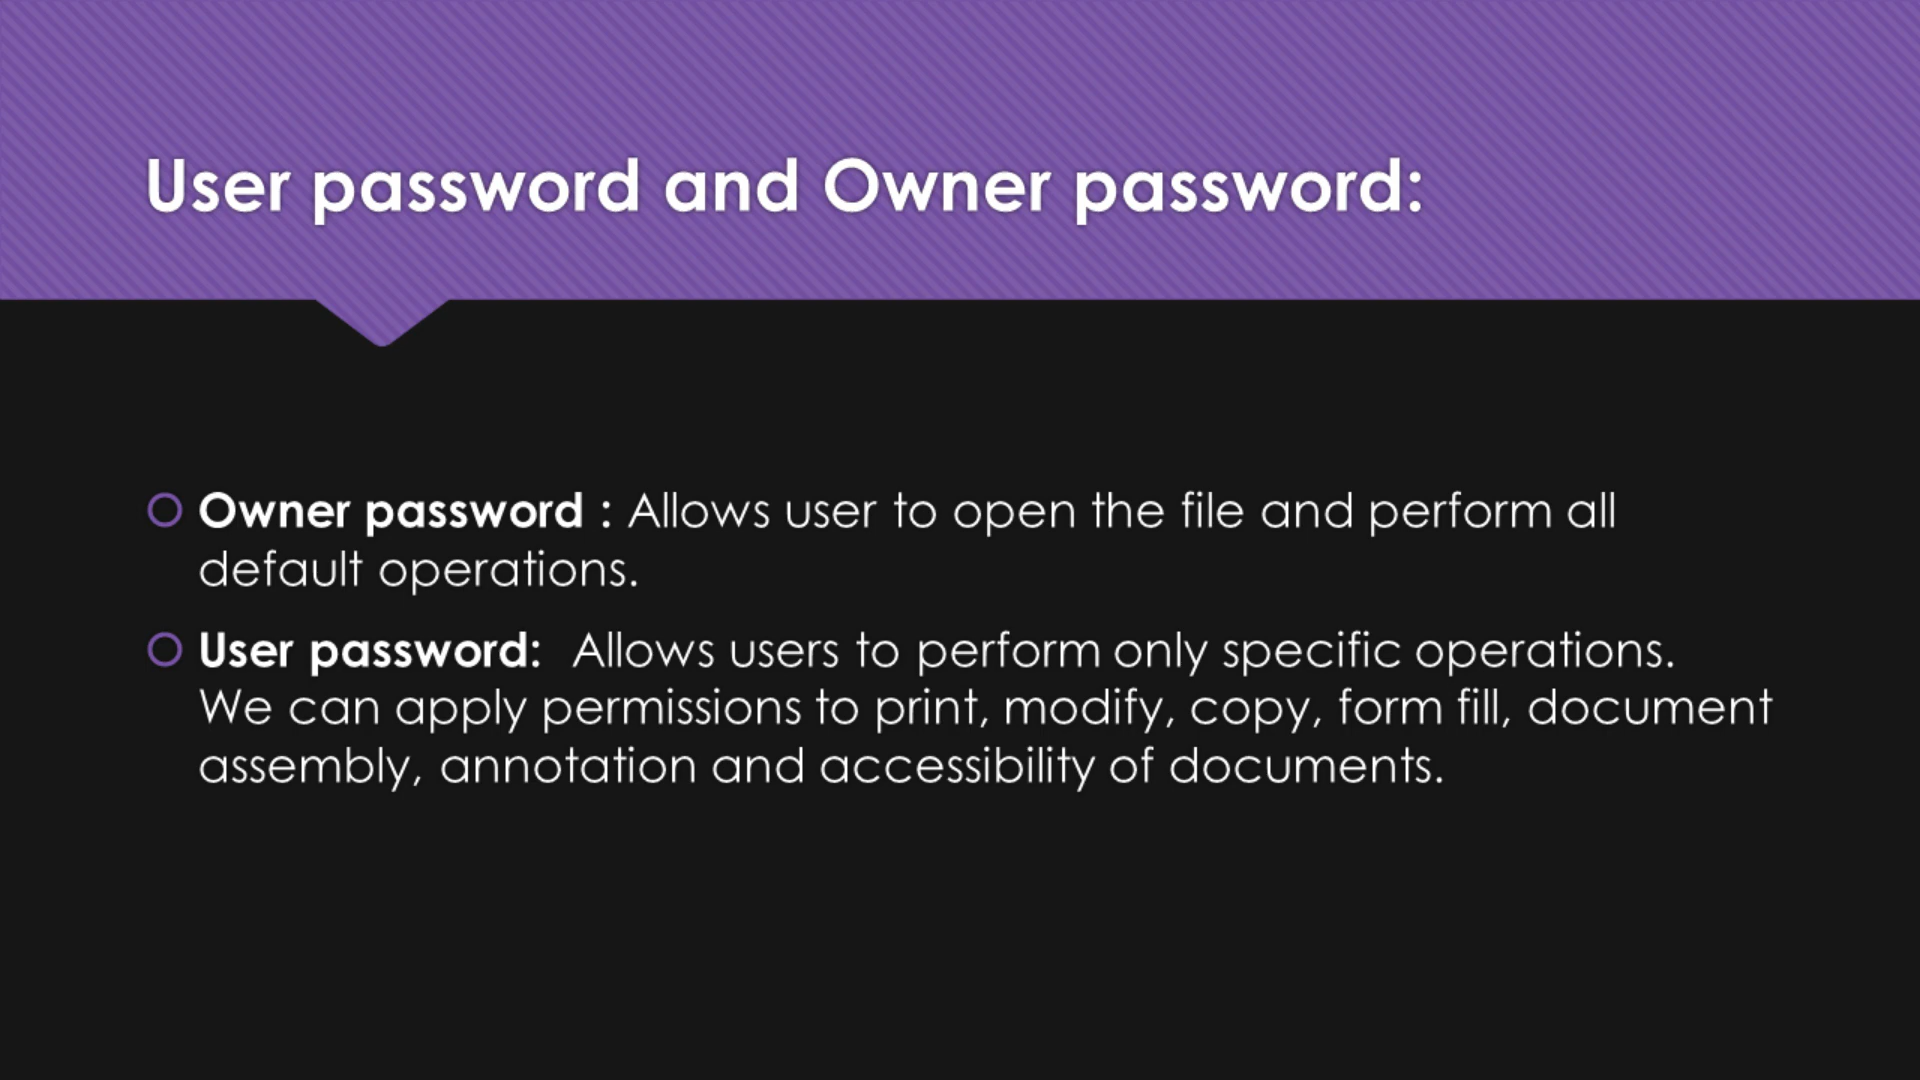 User password and Owner password:
Owner password : Allows user to open the file and perform all
default operations.
User password:  Allows users to perform only specific operations.
We can apply permissions to print, modify, copy, form fill, document
assembly, annotation and accessibility of documents.